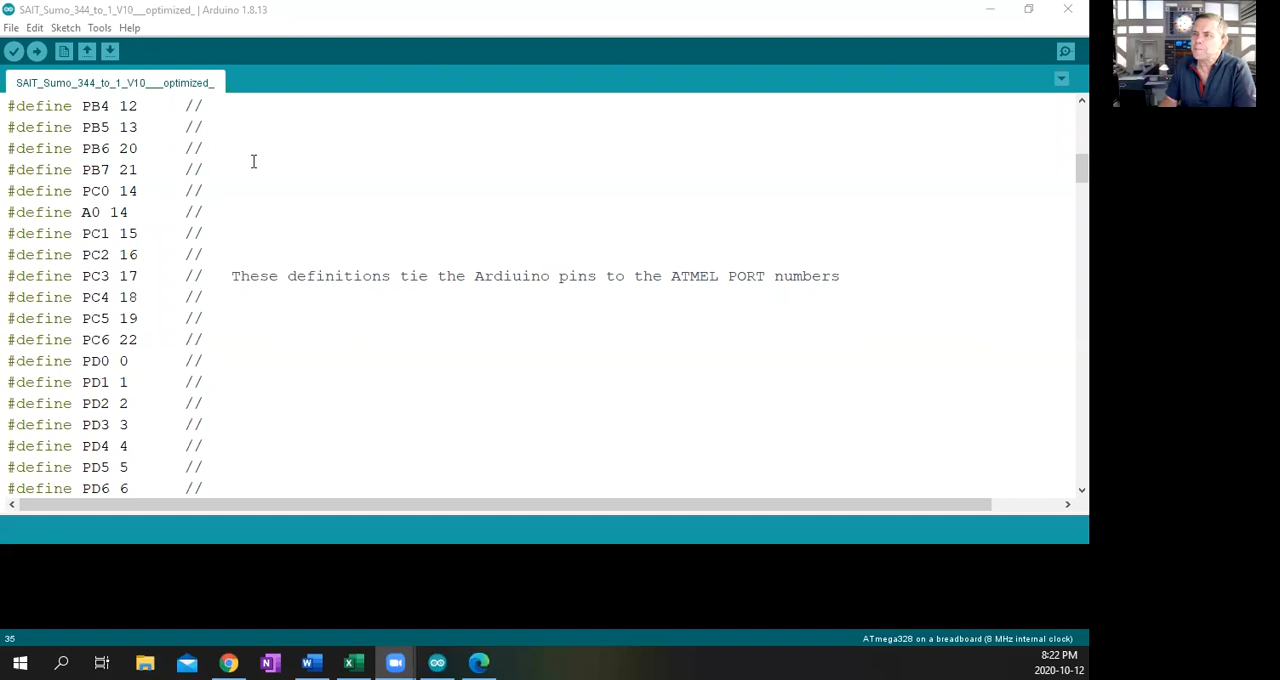 SAIT_Sumo_344_to_1_V10___optimized_ | Arduino 1.8.13
File Edit Sketch Tools Help
SAIT_Sumo_344_to_1_V10___optimized_
#define PB4 12 //
#define PB5 13 //
#define PB6 20 //
#define PB7 21 //
#define PC0 14 //
#define A0 14 //
#define PC1 15 //
#define PC2 16 //
#define PC3 17 // These definitions tie the Ardiuino pins to the ATMEL PORT numbers
#define PC4 18 //
#define PC5 19 //
#define PC6 22 //
#define PD0 0 //
#define PD1 1 //
#define PD2 2 //
#define PD3 3 //
#define PD4 4 //
#define PD5 5 //
#define PD6 6 //
35 ATmega328 on a breadboard (8 MHz internal clock)
8:22 PM
2020-10-12